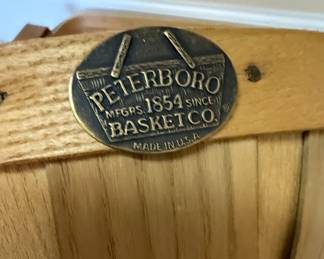 PETERBORO
MFGRS. 1854 SINCE
BASKET CO.®
MADE IN U.S.A